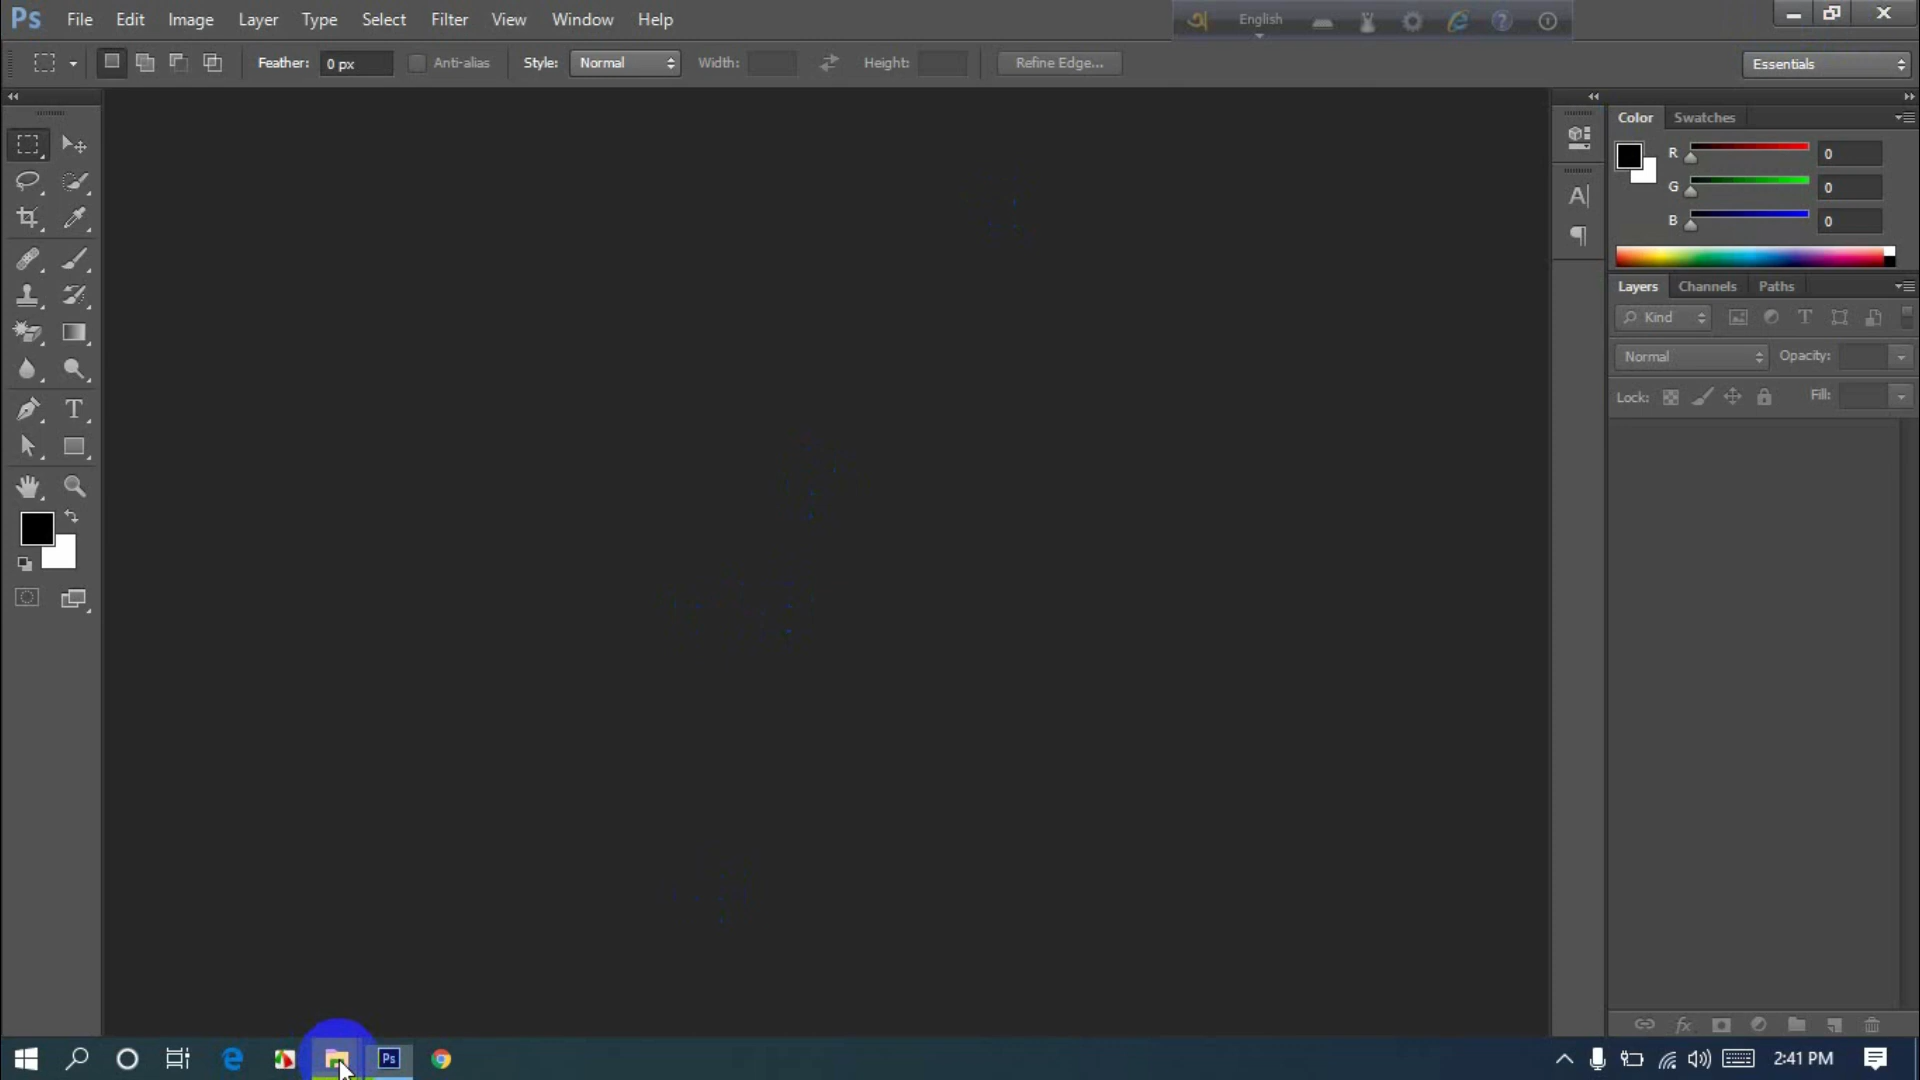 Ps File Edit Image Layer Type Select Filter View Window Help
অ English
Feather: 0 px Anti-alias Style: Normal Width: Height: Refine Edge... Essentials
Color Swatches
R 0
G 0
B 0
Layers Channels Paths
Kind T
Normal Opacity:
Lock: Fill:
A
¶
T
fx
Ps 2:41 PM